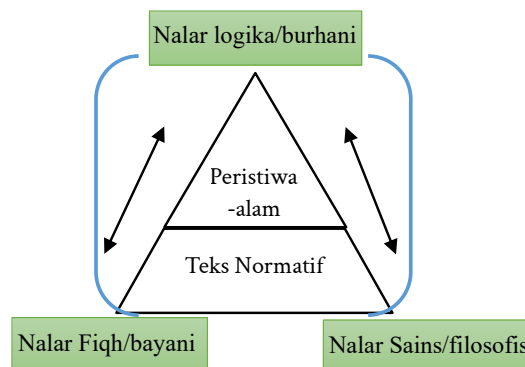 Nalar logika/burhani
Peristiwa
-alam
Teks Normatif
Nalar Fiqh/bayani
Nalar Sains/filosofis